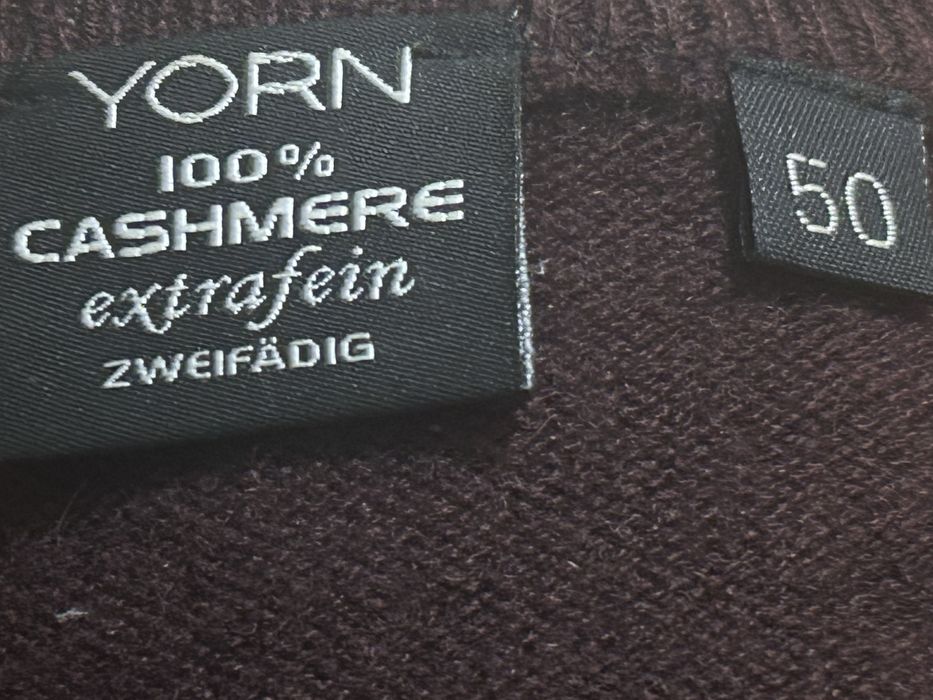 YORN
100%
CASHMERE
extrafein
ZWEIFÄDIG
50